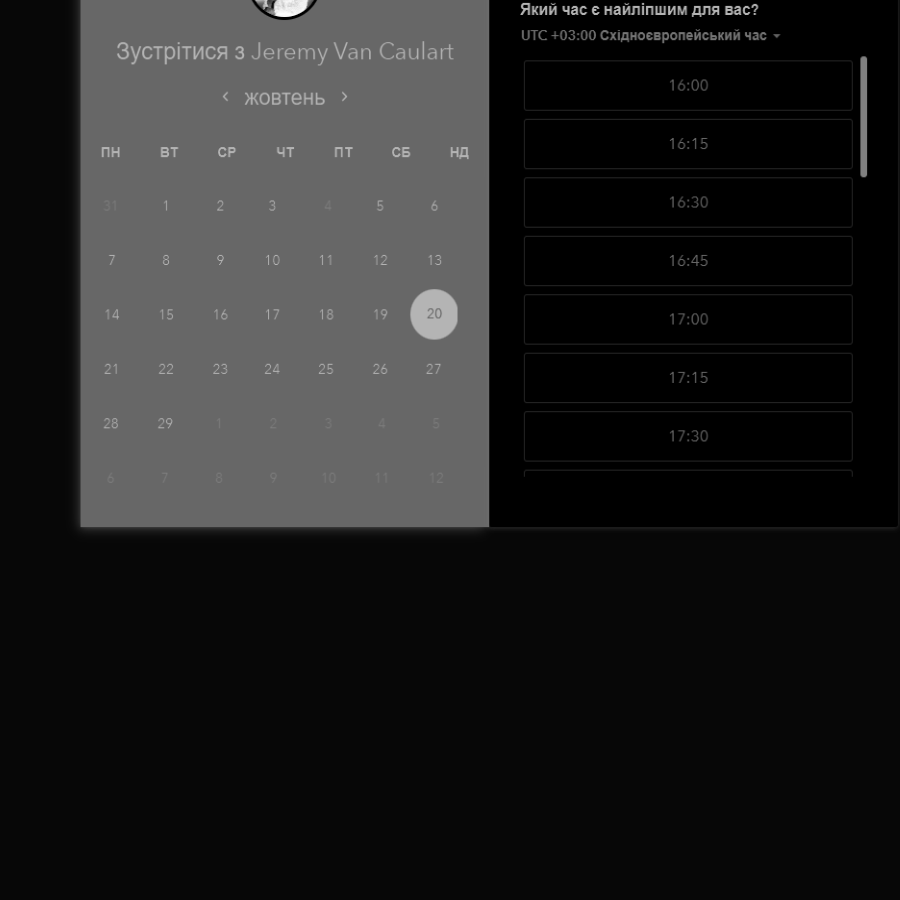 Зустрітися з Jeremy Van Caulart
‹ жовтень ›
ПН ВТ СР ЧТ ПТ СБ НД
31 1 2 3 4 5 6
7 8 9 10 11 12 13
14 15 16 17 18 19 20
21 22 23 24 25 26 27
28 29 1 2 3 4 5
6 7 8 9 10 11 12
Який час є найліпшим для вас?
UTC +03:00 Східноєвропейський час
16:00
16:15
16:30
16:45
17:00
17:15
17:30